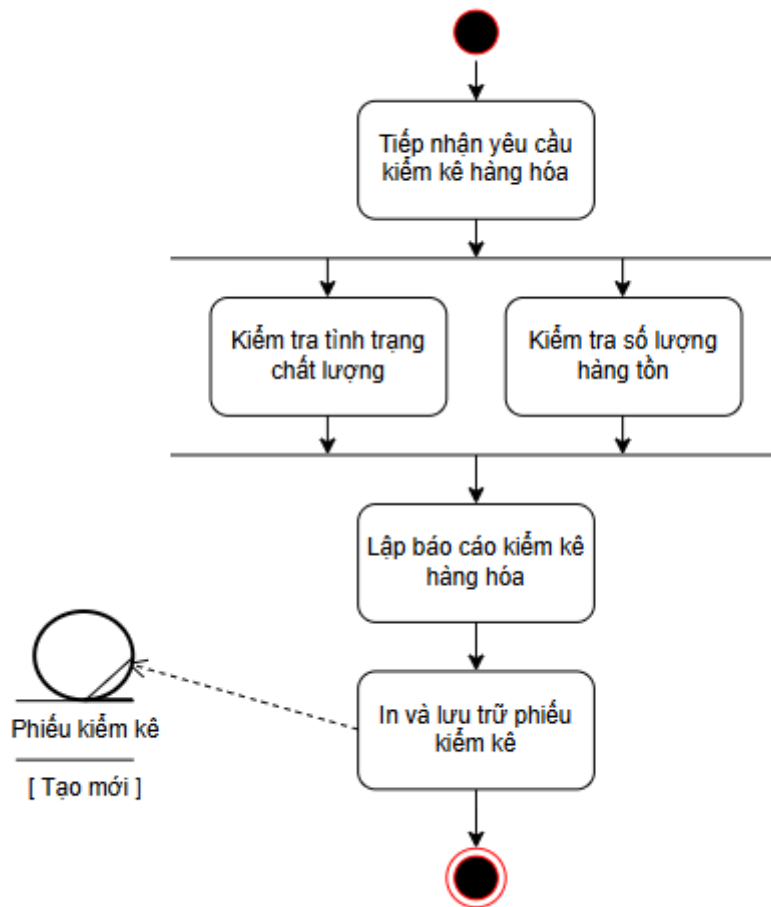 Tiếp nhận yêu cầu
kiểm kê hàng hóa
Kiểm tra tình trạng
chất lượng
Kiểm tra số lượng
hàng tồn
Lập báo cáo kiểm kê
hàng hóa
In và lưu trữ phiếu
kiểm kê
Phiếu kiểm kê
[ Tạo mới ]